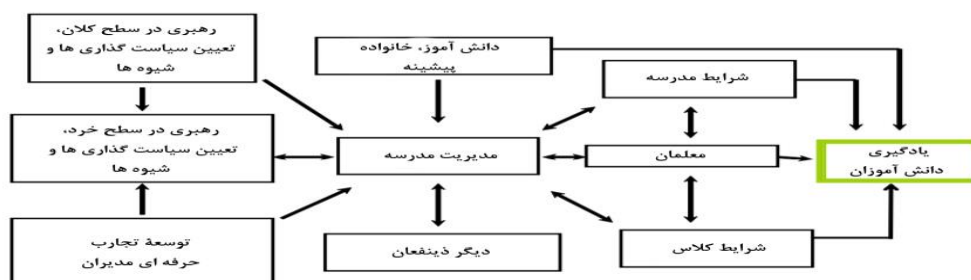 رهبری در سطح کلان،
تعیین سیاست گذاری ها و
شیوه ها
دانش آموز، خانواده
پیشینه
شرایط مدرسه
رهبری در سطح خرد،
تعیین سیاست گذاری ها و
شیوه ها
مدیریت مدرسه
معلمان
یادگیری
دانش آموزان
توسعۀ تجارب
حرفه ای مدیران
دیگر ذینفعان
شرایط کلاس